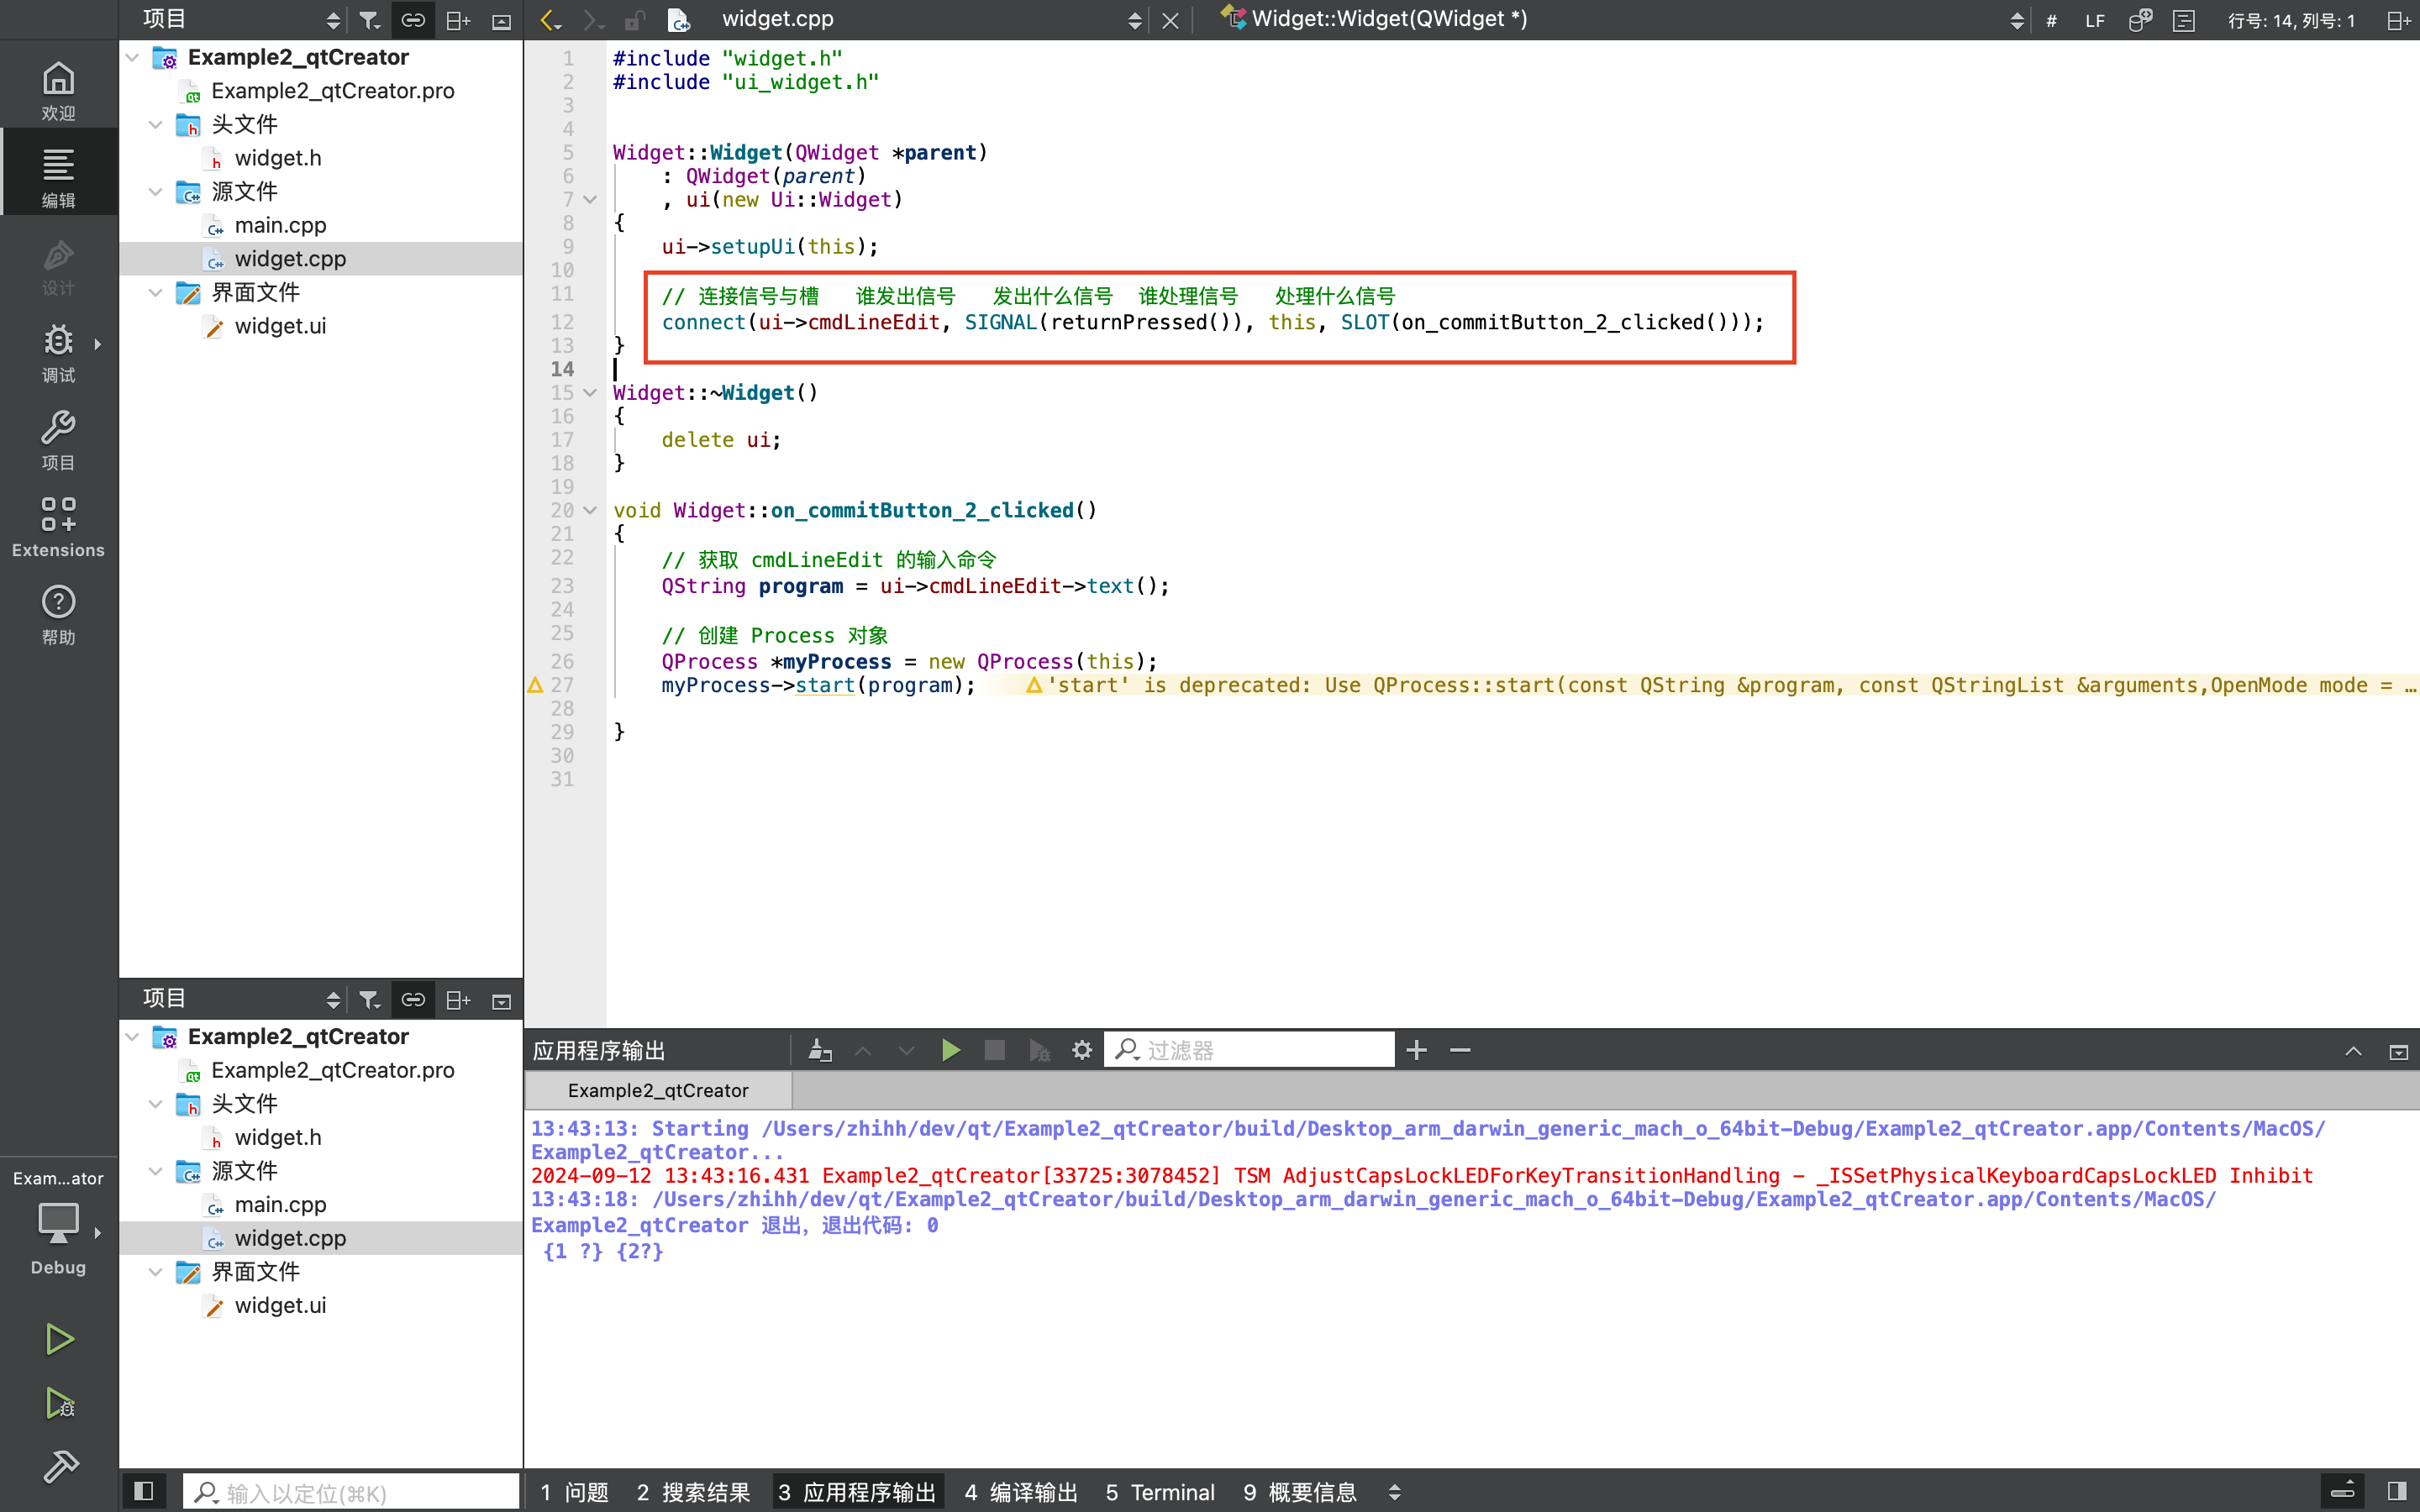 项目
widget.cpp
Widget::Widget(QWidget *)
#
LF
行号: 14, 列号: 1
欢迎
编辑
设计
调试
项目
Extensions
帮助
Exam...ator
Debug
Example2_qtCreator
Example2_qtCreator.pro
头文件
widget.h
源文件
main.cpp
widget.cpp
界面文件
widget.ui
1 #include "widget.h"
2 #include "ui_widget.h"
3
4
5 Widget::Widget(QWidget *parent)
6     : QWidget(parent)
7     , ui(new Ui::Widget)
8 {
9     ui->setupUi(this);
10
11     // 连接信号与槽   谁发出信号   发出什么信号  谁处理信号   处理什么信号
12     connect(ui->cmdLineEdit, SIGNAL(returnPressed()), this, SLOT(on_commitButton_2_clicked()));
13 }
14
15 Widget::~Widget()
16 {
17     delete ui;
18 }
19
20 void Widget::on_commitButton_2_clicked()
21 {
22     // 获取 cmdLineEdit 的输入命令
23     QString program = ui->cmdLineEdit->text();
24
25     // 创建 Process 对象
26     QProcess *myProcess = new QProcess(this);
27     myProcess->start(program);    'start' is deprecated: Use QProcess::start(const QString &program, const QStringList &arguments,OpenMode mode = …
28
29 }
30
31
项目
Example2_qtCreator
Example2_qtCreator.pro
头文件
widget.h
源文件
main.cpp
widget.cpp
界面文件
widget.ui
应用程序输出
过滤器
Example2_qtCreator
13:43:13: Starting /Users/zhihh/dev/qt/Example2_qtCreator/build/Desktop_arm_darwin_generic_mach_o_64bit-Debug/Example2_qtCreator.app/Contents/MacOS/
Example2_qtCreator...
2024-09-12 13:43:16.431 Example2_qtCreator[33725:3078452] TSM AdjustCapsLockLEDForKeyTransitionHandling - _ISSetPhysicalKeyboardCapsLockLED Inhibit
13:43:18: /Users/zhihh/dev/qt/Example2_qtCreator/build/Desktop_arm_darwin_generic_mach_o_64bit-Debug/Example2_qtCreator.app/Contents/MacOS/
Example2_qtCreator 退出，退出代码: 0
{1 ?} {2?}
输入以定位(⌘K)
1 问题
2 搜索结果
3 应用程序输出
4 编译输出
5 Terminal
9 概要信息